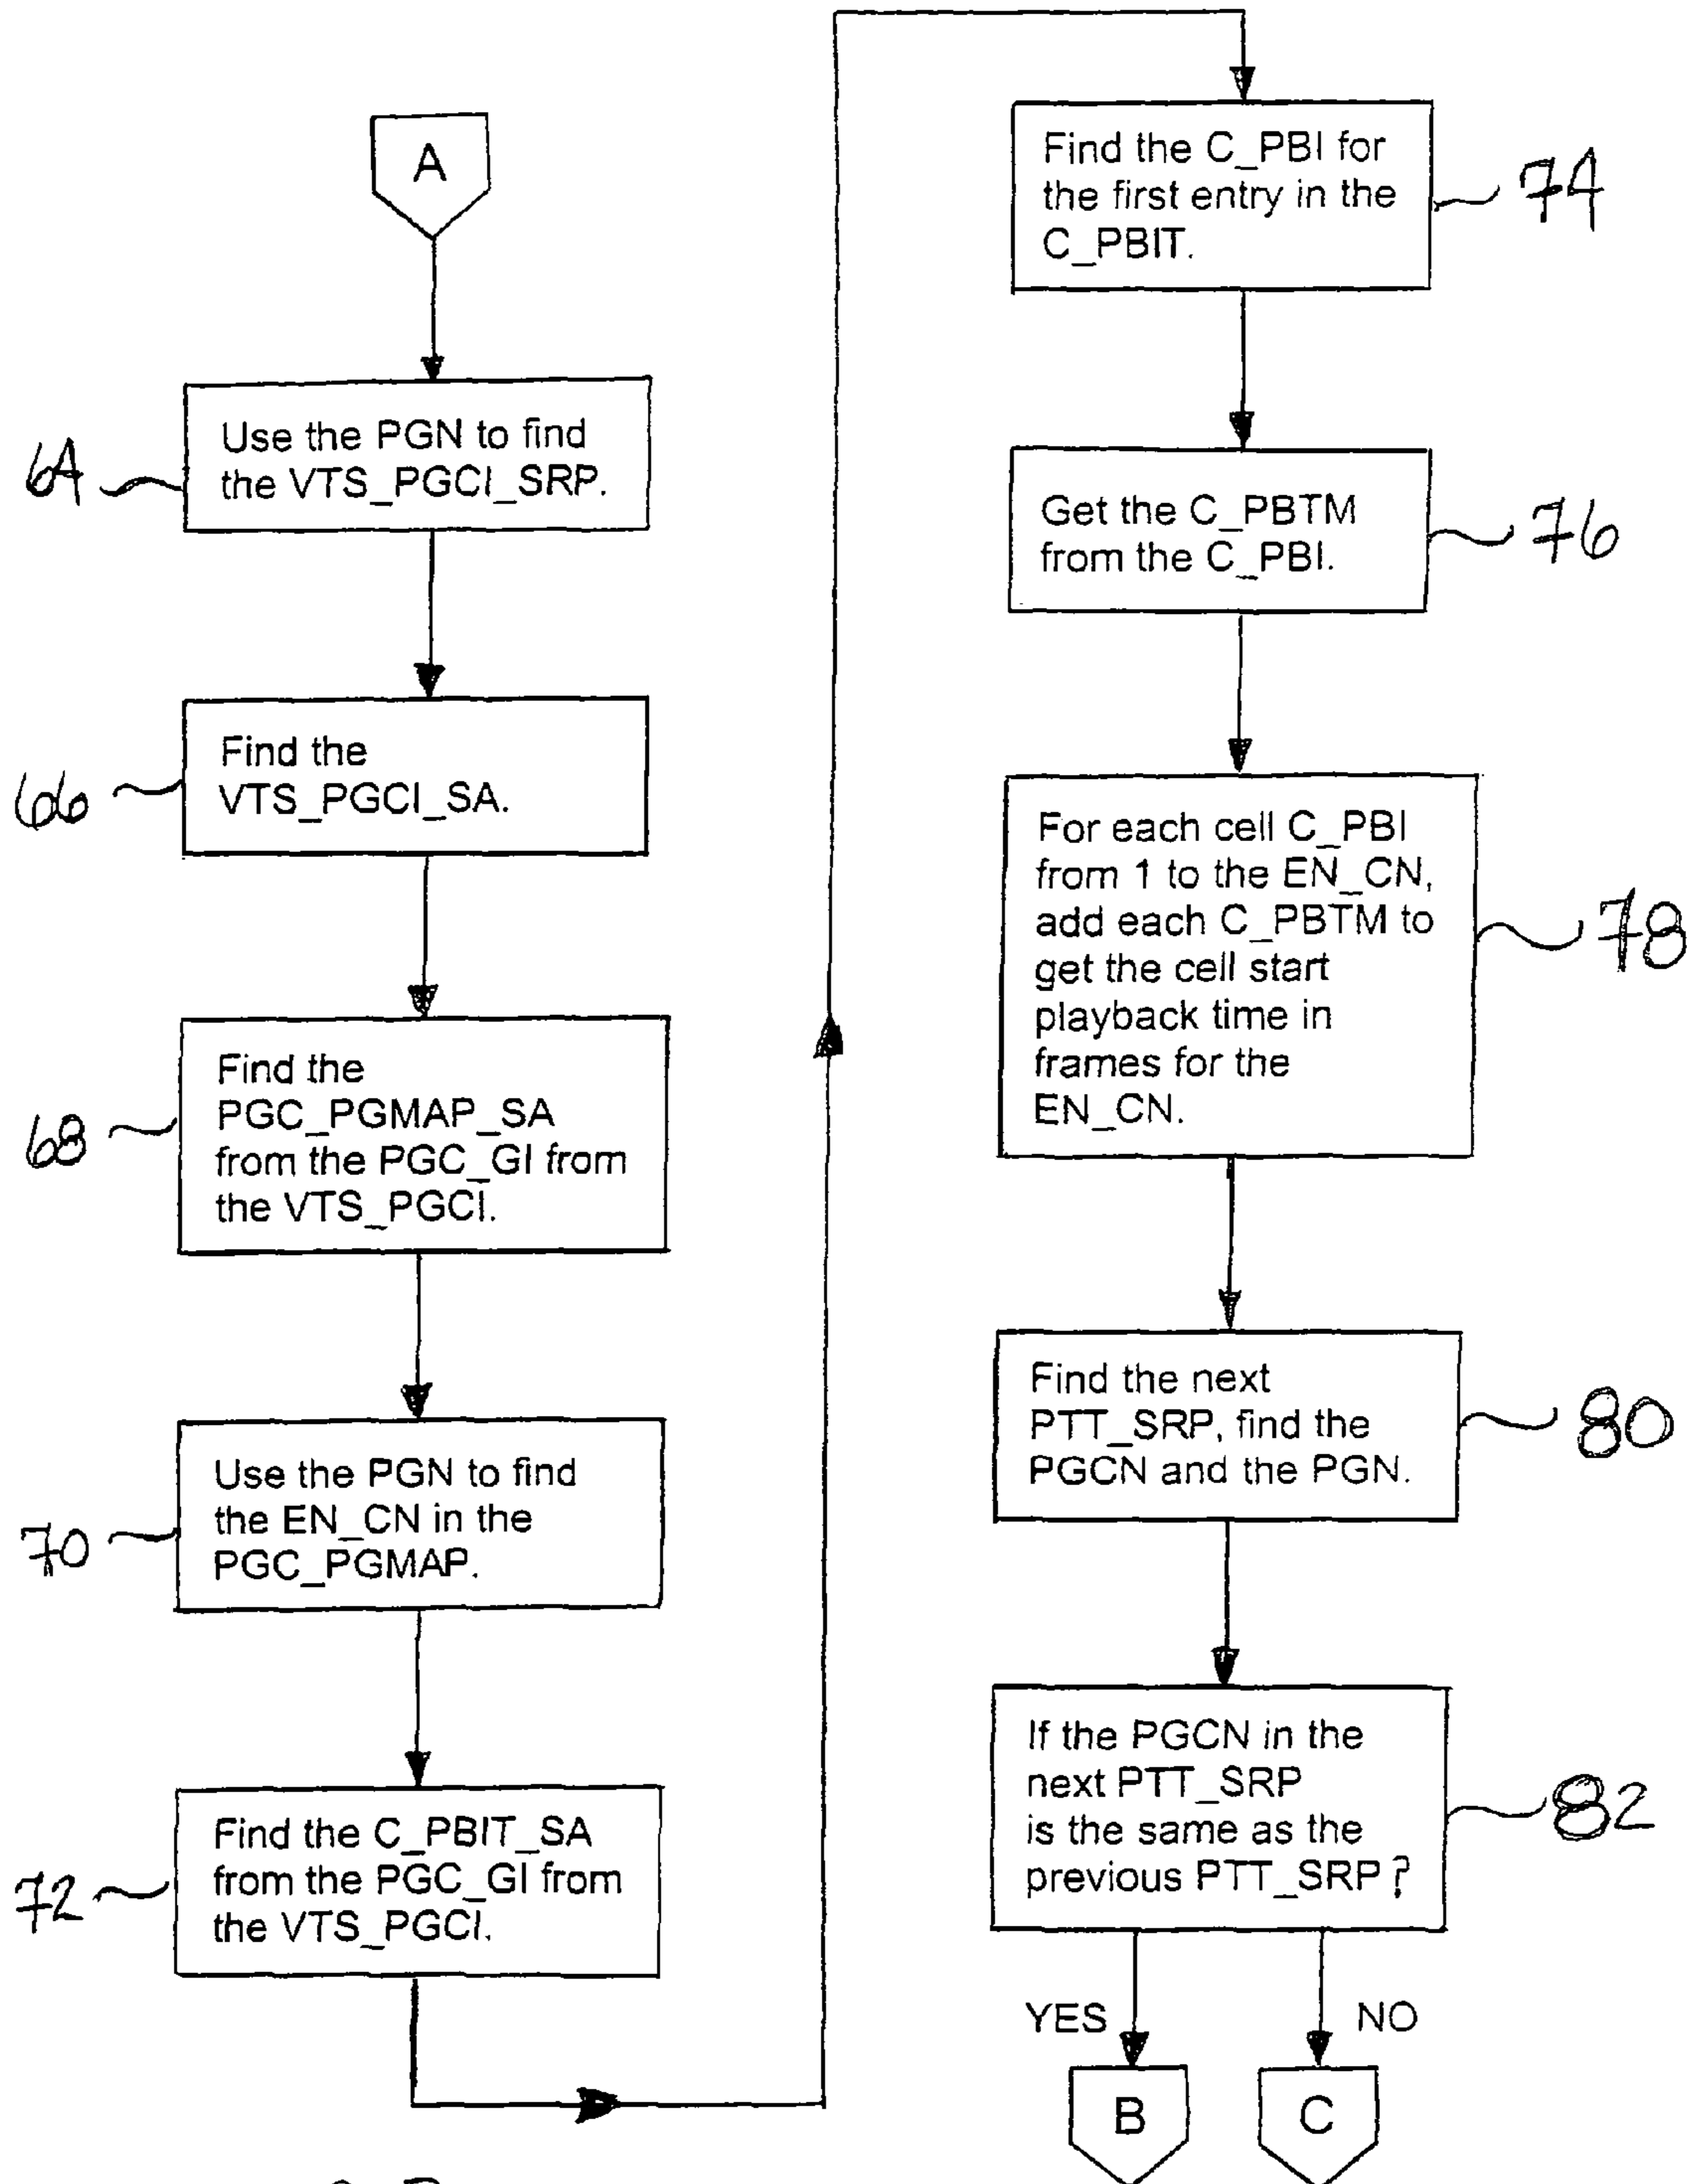 A
Use the PGN to find
the VTS_PGCI_SRP.
64
Find the
VTS_PGCI_SA.
66
Find the
PGC_PGMAP_SA
from the PGC_GI from
the VTS_PGCI.
68
Use the PGN to find
the EN_CN in the
PGC_PGMAP.
70
Find the C_PBIT_SA
from the PGC_GI from
the VTS_PGCI.
72
Find the C_PBI for
the first entry in the
C_PBIT.
74
Get the C_PBTM
from the C_PBI.
76
For each cell C_PBI
from 1 to the EN_CN,
add each C_PBTM to
get the cell start
playback time in
frames for the
EN_CN.
78
Find the next
PTT_SRP, find the
PGCN and the PGN.
80
If the PGCN in the
next PTT_SRP
is the same as the
previous PTT_SRP?
82
YES
NO
B
C